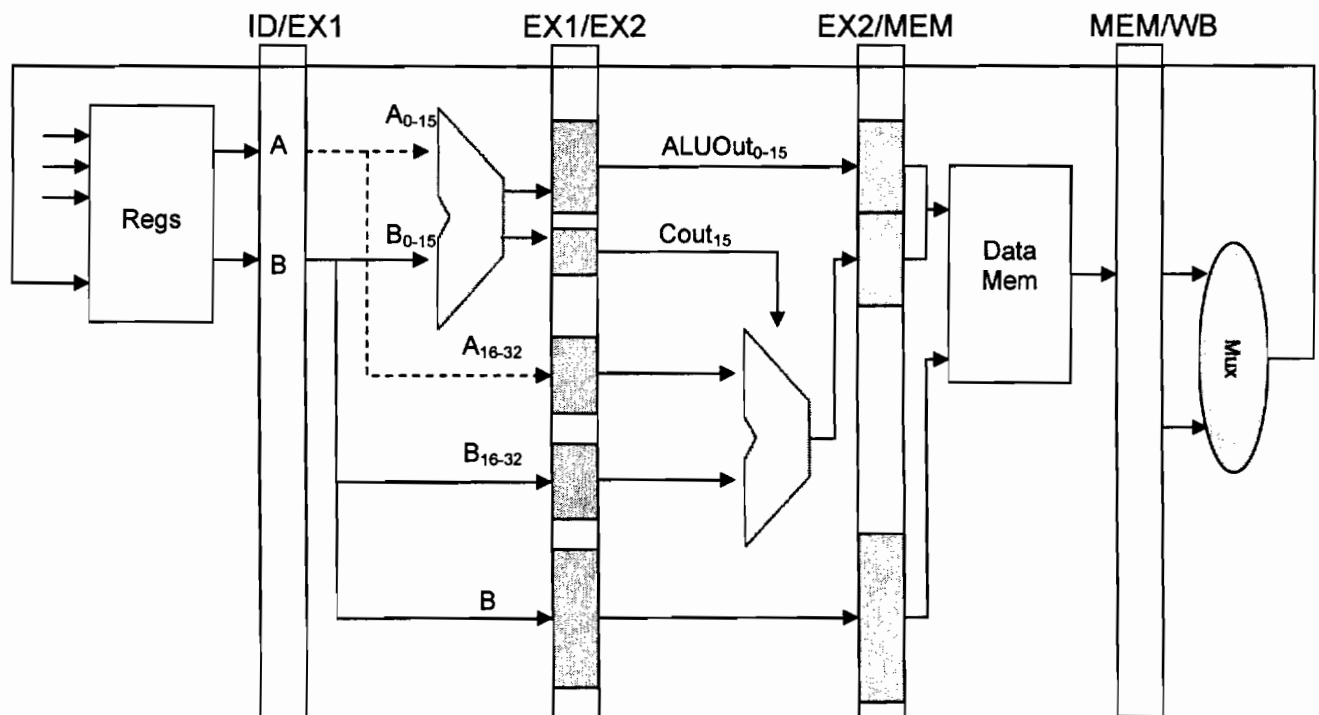 ID/EX1
EX1/EX2
EX2/MEM
MEM/WB
A
A₀₋₁₅
ALUOut₀₋₁₅
Regs
B
B₀₋₁₅
Cout₁₅
Data
Mem
A₁₆₋₃₂
Mux
B₁₆₋₃₂
B